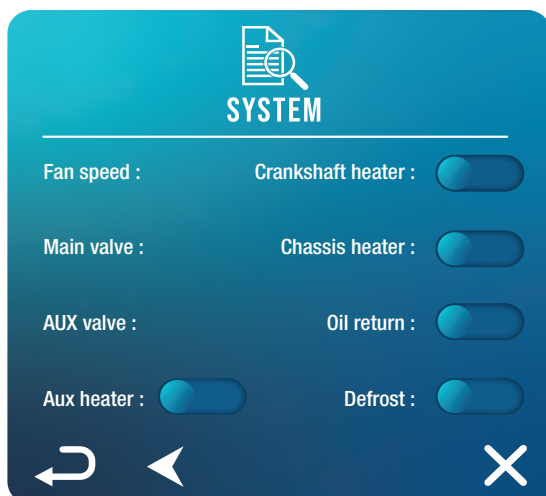 SYSTEM
Fan speed : Crankshaft heater :
Main valve : Chassis heater :
AUX valve : Oil return :
Aux heater : Defrost :